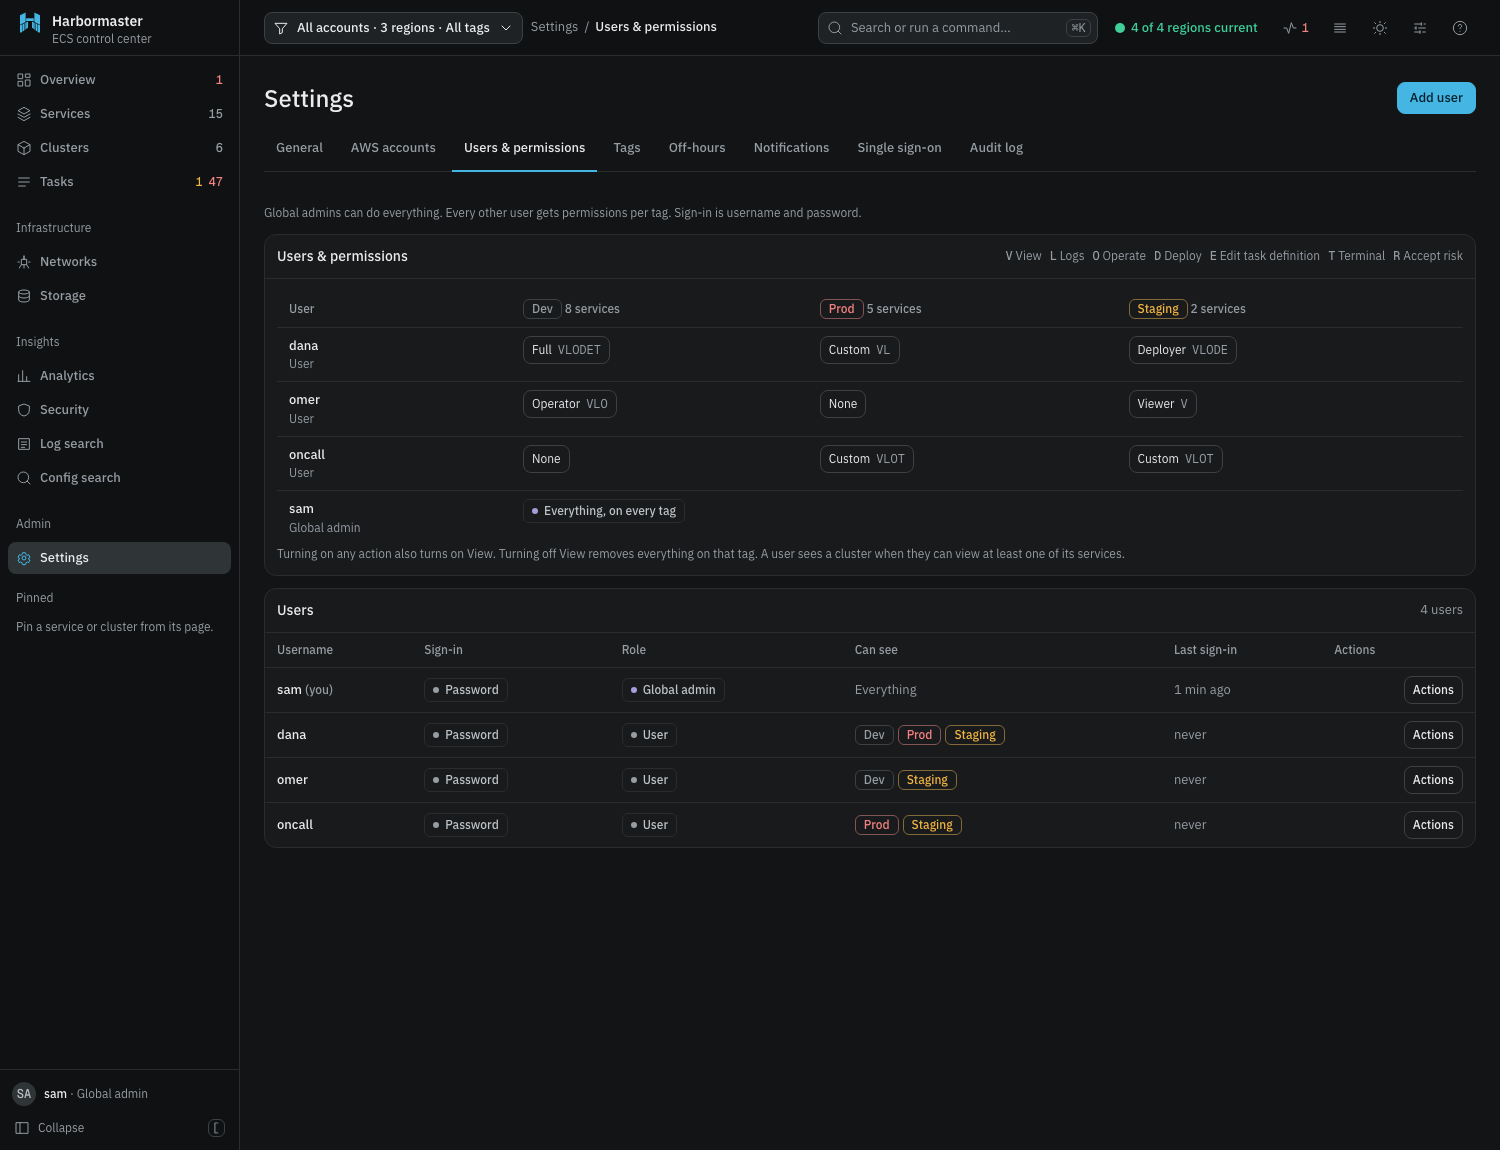 Harbormaster
ECS control center
All accounts · 3 regions · All tags
Settings / Users & permissions
Search or run a command... ⌘K
4 of 4 regions current
1
Overview 1
Services 15
Clusters 6
Tasks 1 47
Infrastructure
Networks
Storage
Insights
Analytics
Security
Log search
Config search
Admin
Settings
Pinned
Pin a service or cluster from its page.
SA sam · Global admin
Collapse [
Settings
Add user
General AWS accounts Users & permissions Tags Off-hours Notifications Single sign-on Audit log
Global admins can do everything. Every other user gets permissions per tag. Sign-in is username and password.
Users & permissions
V View L Logs O Operate D Deploy E Edit task definition T Terminal R Accept risk
User Dev 8 services Prod 5 services Staging 2 services
dana Full VLODET Custom VL Deployer VLODE
User
omer Operator VLO None Viewer V
User
oncall None Custom VLOT Custom VLOT
User
sam Everything, on every tag
Global admin
Turning on any action also turns on View. Turning off View removes everything on that tag. A user sees a cluster when they can view at least one of its services.
Users 4 users
Username Sign-in Role Can see Last sign-in Actions
sam (you) Password Global admin Everything 1 min ago Actions
dana Password User Dev Prod Staging never Actions
omer Password User Dev Staging never Actions
oncall Password User Prod Staging never Actions